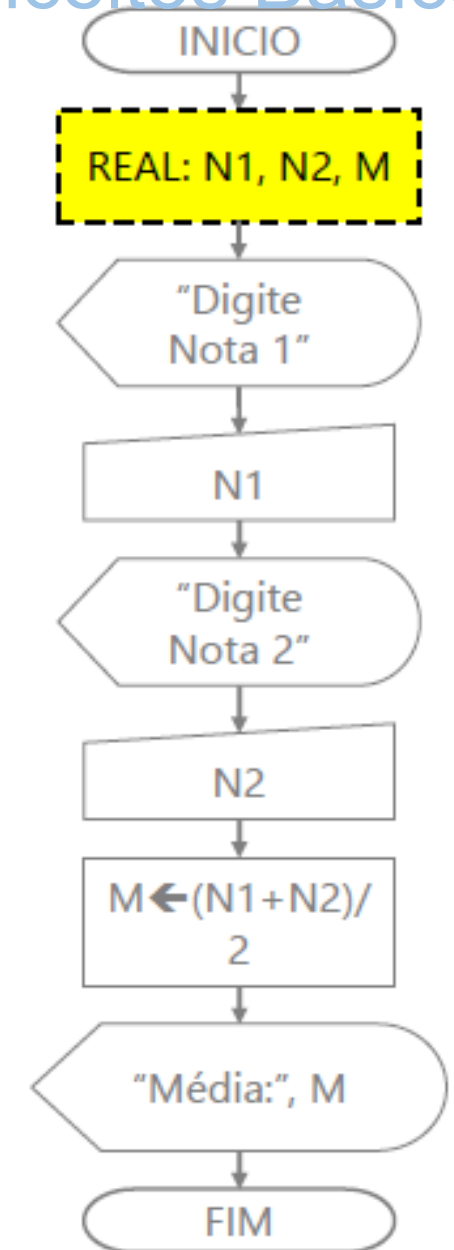 INICIO
REAL: N1, N2, M
"Digite
Nota 1"
N1
"Digite
Nota 2"
N2
M🡸(N1+N2)/
2
"Média:", M
FIM